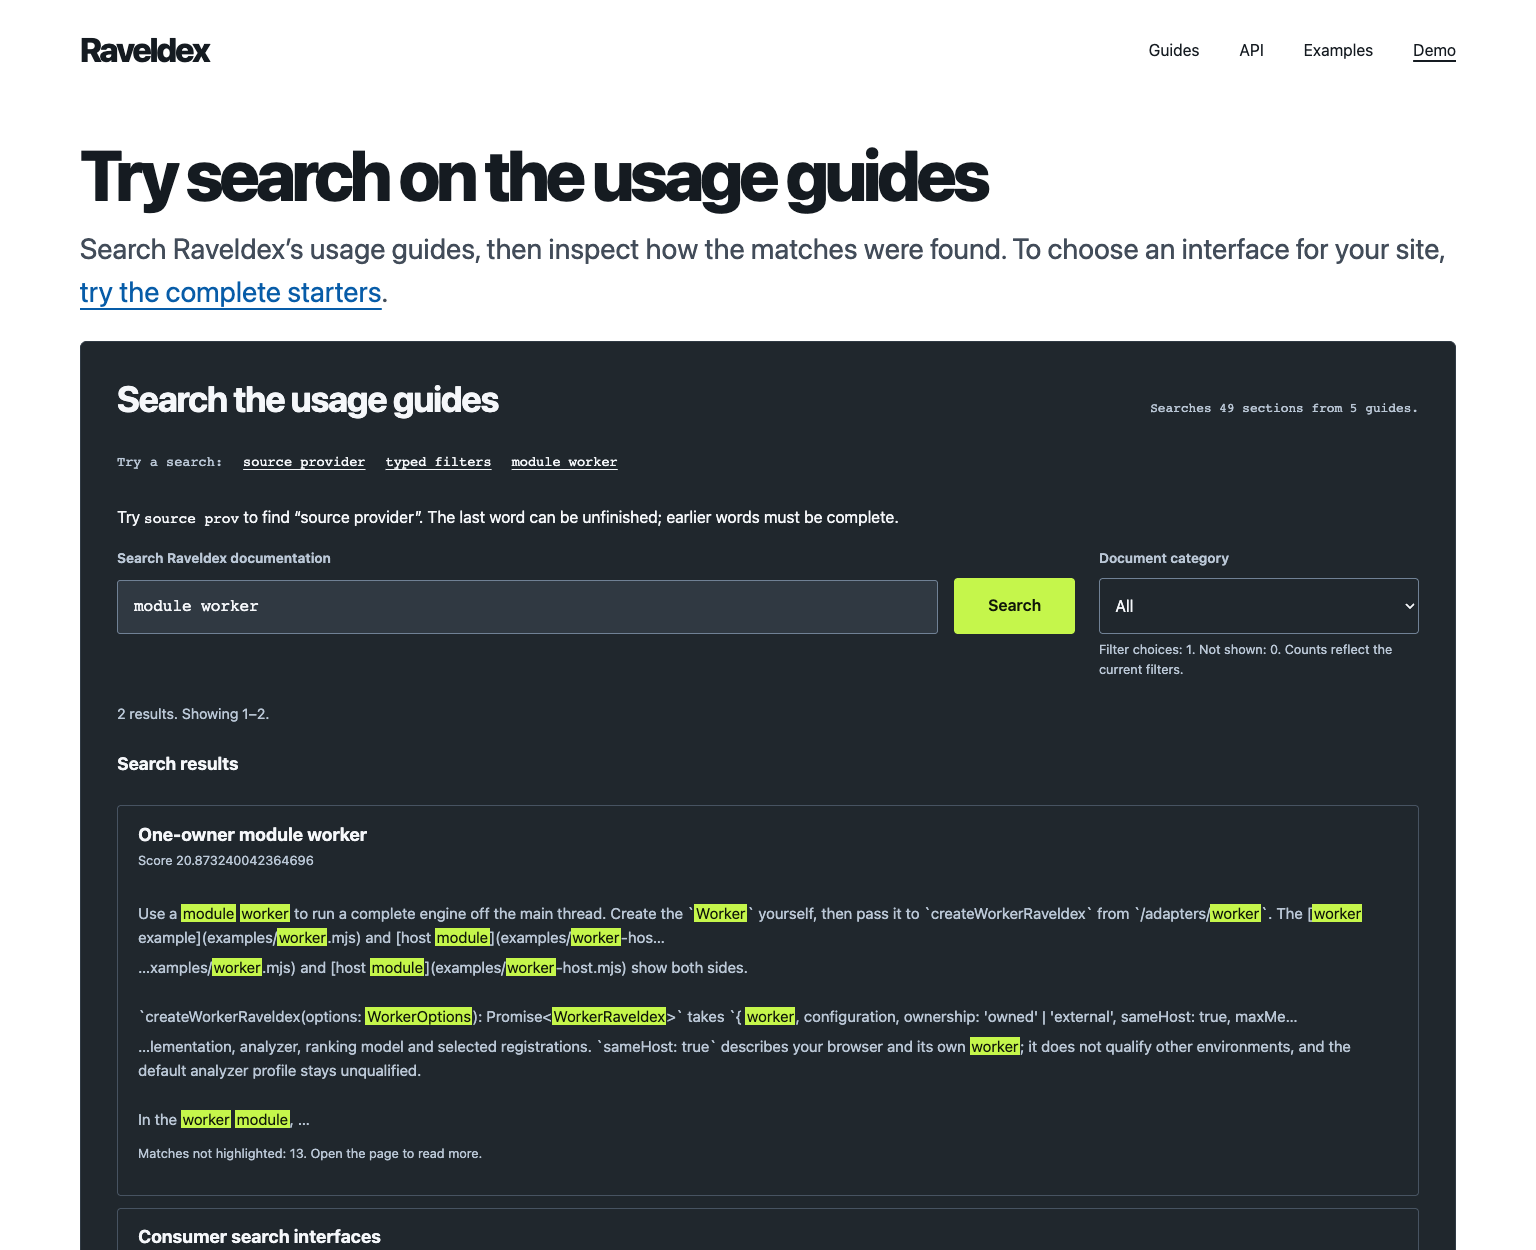 Raveldex
Guides API Examples Demo
Try search on the usage guides
Search Raveldex’s usage guides, then inspect how the matches were found. To choose an interface for your site,
try the complete starters.
Search the usage guides
Searches 49 sections from 5 guides.
Try a search: source provider typed filters module worker
Try source prov to find “source provider”. The last word can be unfinished; earlier words must be complete.
Search Raveldex documentation
Document category
module worker
Search
All
Filter choices: 1. Not shown: 0. Counts reflect the
current filters.
2 results. Showing 1–2.
Search results
One-owner module worker
Score 20.873240042364696
Use a module worker to run a complete engine off the main thread. Create the `Worker` yourself, then pass it to `createWorkerRaveldex` from `/adapters/worker`. The [worker
example](examples/worker.mjs) and [host module](examples/worker-hos...
...xamples/worker.mjs) and [host module](examples/worker-host.mjs) show both sides.
`createWorkerRaveldex(options: WorkerOptions): Promise<WorkerRaveldex>` takes `{ worker, configuration, ownership: 'owned' | 'external', sameHost: true, maxMe...
...lementation, analyzer, ranking model and selected registrations. `sameHost: true` describes your browser and its own worker; it does not qualify other environments, and the
default analyzer profile stays unqualified.
In the worker module, ...
Matches not highlighted: 13. Open the page to read more.
Consumer search interfaces